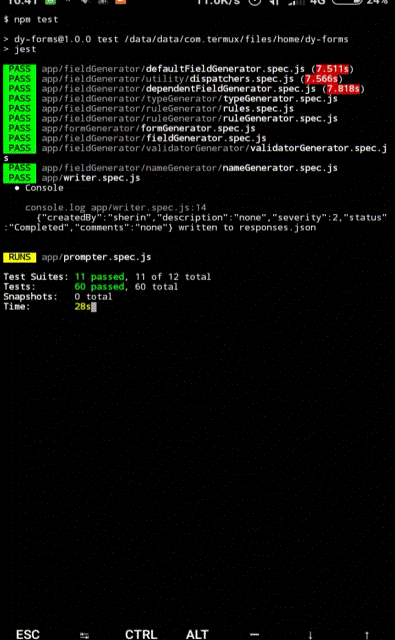 16:41 11.0K/s 4G 24%
$ npm test
> dy-forms@1.0.0 test /data/data/com.termux/files/home/dy-forms
> jest
PASS app/fieldGenerator/defaultFieldGenerator.spec.js (7.511s)
PASS app/fieldGenerator/utility/dispatchers.spec.js (7.566s)
PASS app/fieldGenerator/dependentFieldGenerator.spec.js (7.818s)
PASS app/fieldGenerator/typeGenerator/typeGenerator.spec.js
PASS app/fieldGenerator/ruleGenerator/rules.spec.js
PASS app/fieldGenerator/ruleGenerator/ruleGenerator.spec.js
PASS app/formGenerator/formGenerator.spec.js
PASS app/fieldGenerator/fieldGenerator.spec.js
PASS app/fieldGenerator/validatorGenerator/validatorGenerator.spec.j
s
PASS app/fieldGenerator/nameGenerator/nameGenerator.spec.js
PASS app/writer.spec.js
● Console
console.log app/writer.spec.js:14
{"createdBy":"sherin","description":"none","severity":2,"status"
:"Completed","comments":"none"} written to responses.json
RUNS app/prompter.spec.js
Test Suites: 11 passed, 11 of 12 total
Tests: 60 passed, 60 total
Snapshots: 0 total
Time: 28s
ESC ↹ CTRL ALT — ↓ ↑